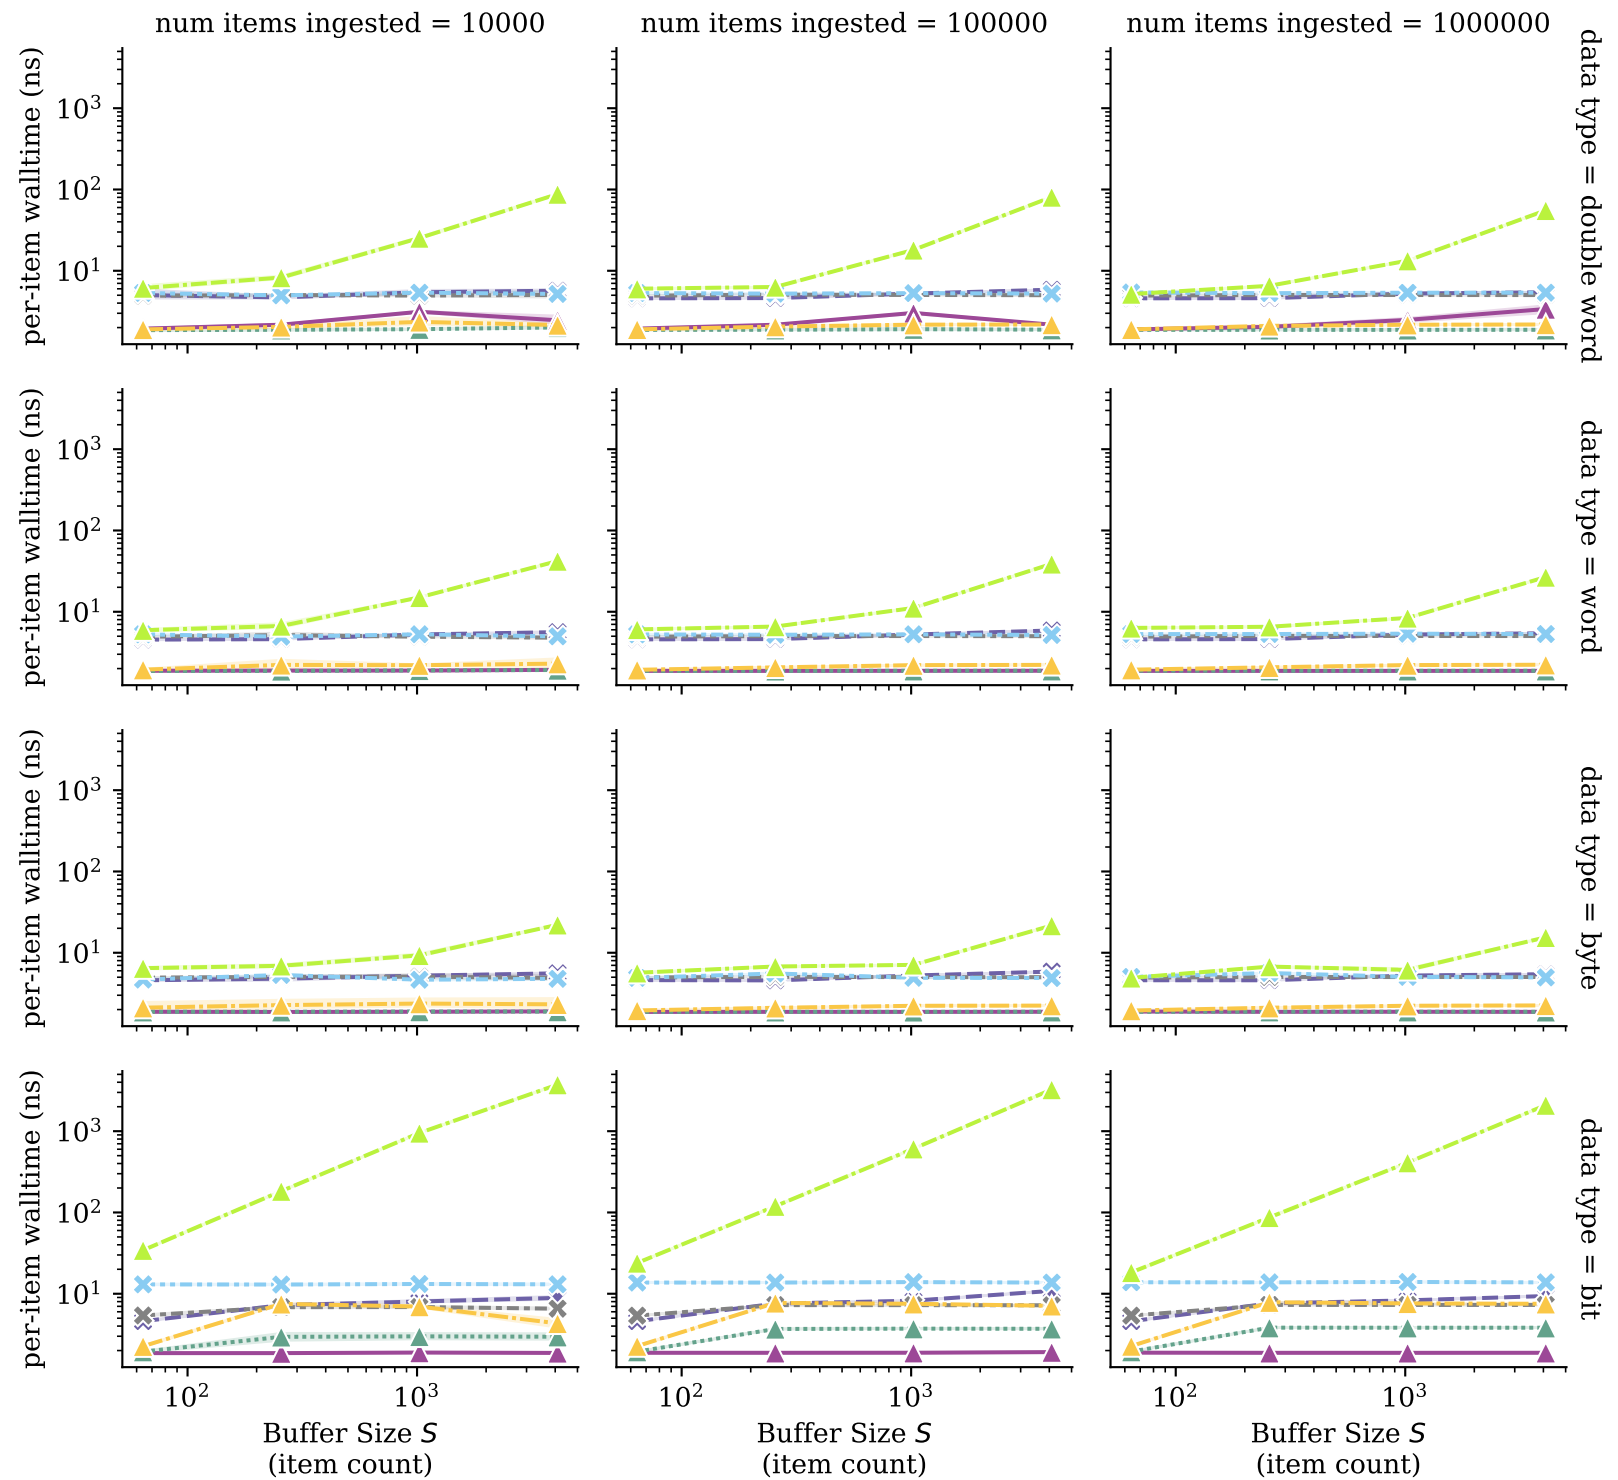 num items ingested = 10000
num items ingested = 100000
num items ingested = 1000000
per-item walltime (ns)
10³
10²
10¹
data type = double word
per-item walltime (ns)
10³
10²
10¹
data type = word
per-item walltime (ns)
10³
10²
10¹
data type = byte
per-item walltime (ns)
10³
10²
10¹
data type = bit
10² 10³
10² 10³
10² 10³
Buffer Size S
(item count)
Buffer Size S
(item count)
Buffer Size S
(item count)